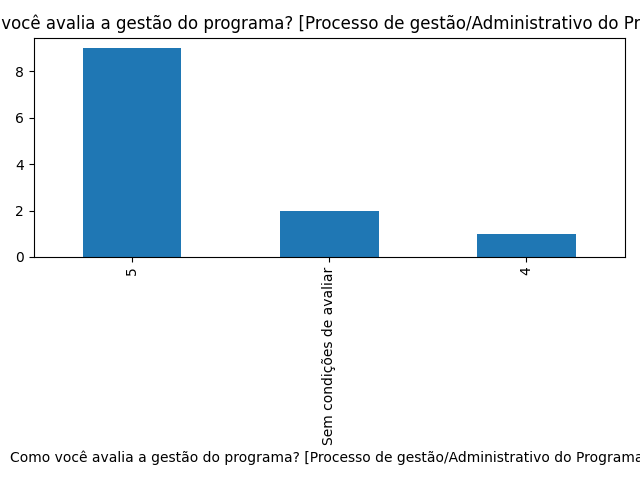 você avalia a gestão do programa? [Processo de gestão/Administrativo do Pr
8
6
4
2
0
5
Sem condições de avaliar
4
Como você avalia a gestão do programa? [Processo de gestão/Administrativo do Programa